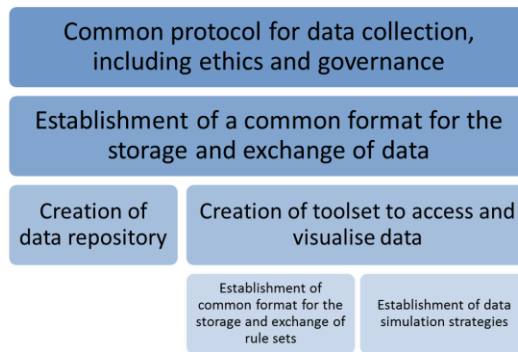 Common protocol for data collection,
including ethics and governance
Establishment of a common format for the
storage and exchange of data
Creation of
data repository
Creation of toolset to access and
visualise data
Establishment of
common format for the
storage and exchange of
rule sets
Establishment of data
simulation strategies